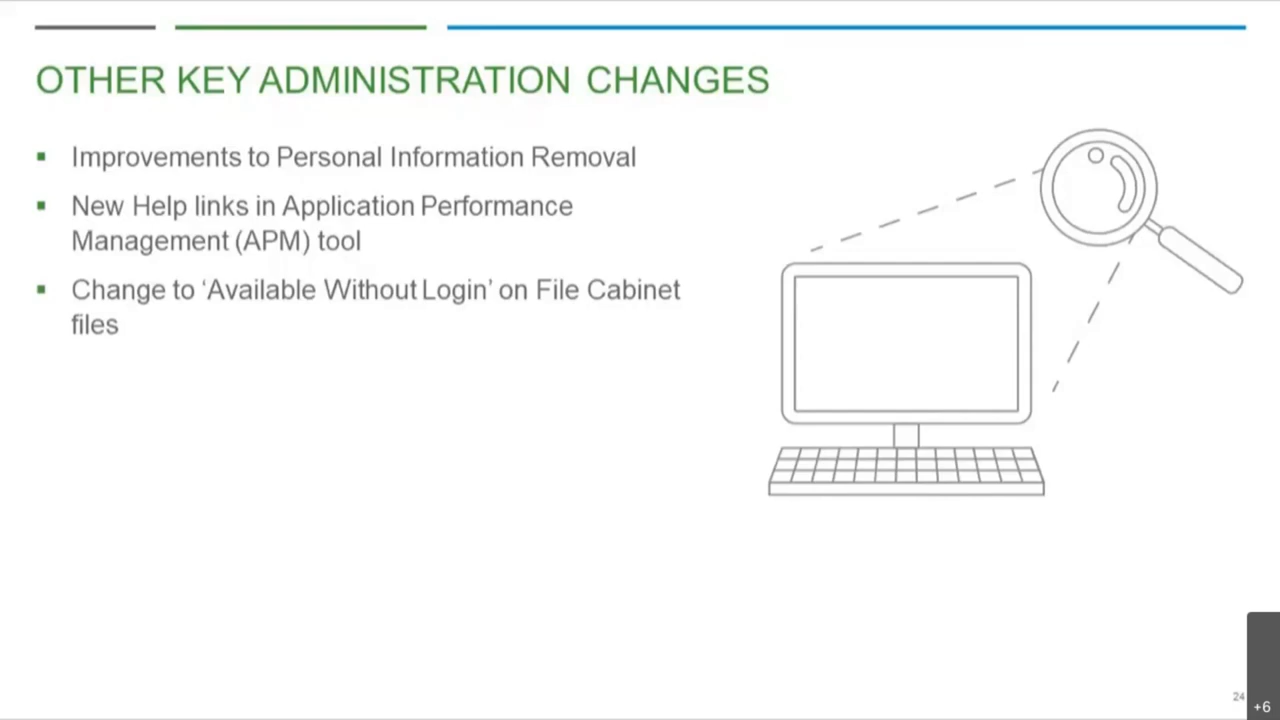 OTHER KEY ADMINISTRATION CHANGES
Improvements to Personal Information Removal
New Help links in Application Performance
Management (APM) tool
Change to ‘Available Without Login’ on File Cabinet
files
24
+6